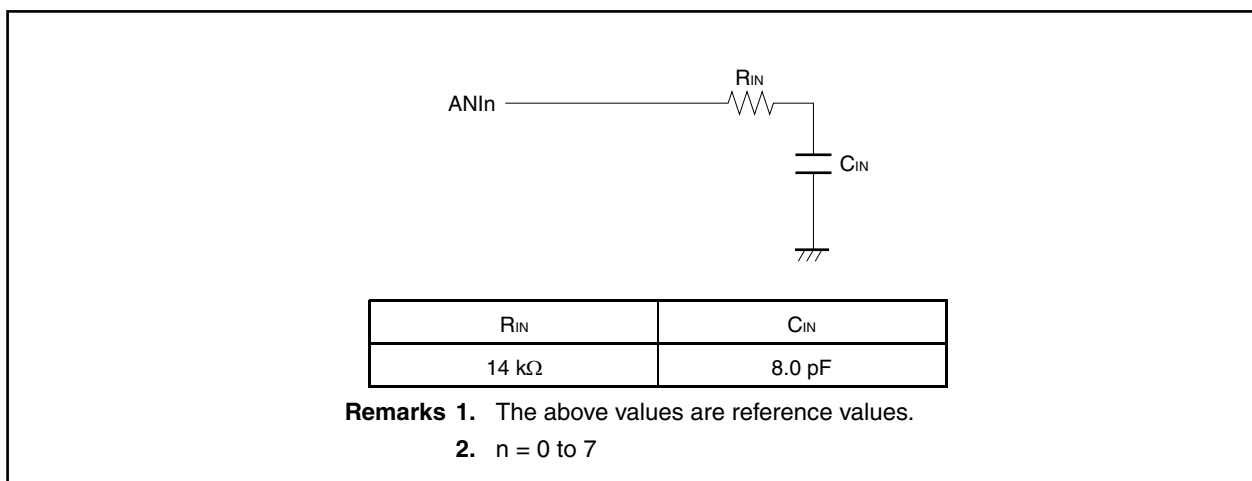 RIN
ANIn
CIN
RIN CIN
14 kΩ 8.0 pF
Remarks 1. The above values are reference values.
2. n = 0 to 7